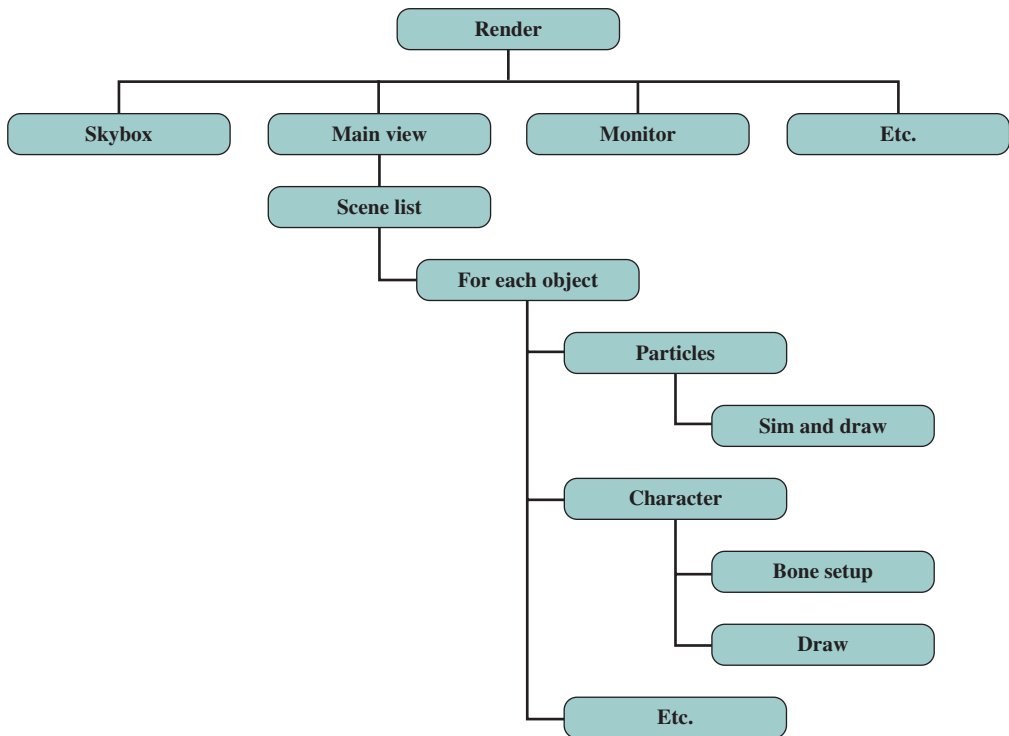 Render
Skybox
Main view
Monitor
Etc.
Scene list
For each object
Particles
Sim and draw
Character
Bone setup
Draw
Etc.